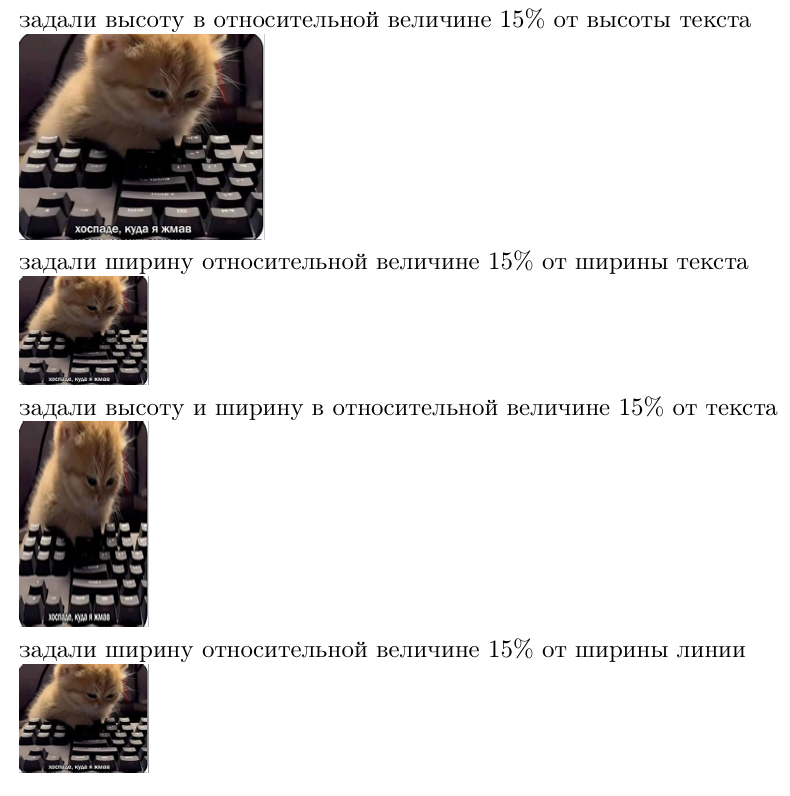 задали высоту в относительной величине 15% от высоты текста
хоспаде, куда я жмав
задали ширину относительной величине 15% от ширины текста
хоспаде, куда я жмав
задали высоту и ширину в относительной величине 15% от текста
хоспаде, куда я жмав
задали ширину относительной величине 15% от ширины линии
хоспаде, куда я жмав